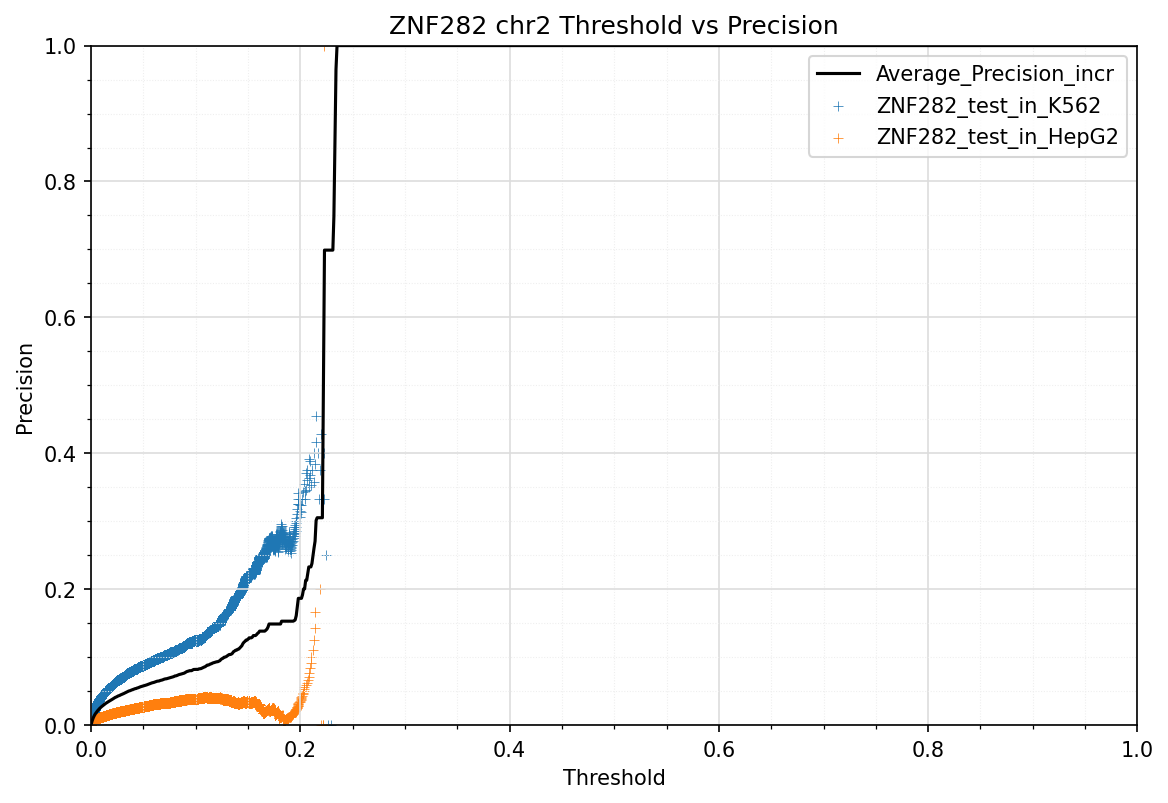 ZNF282 chr2 Threshold vs Precision
Average_Precision_incr
ZNF282_test_in_K562
ZNF282_test_in_HepG2
Precision
1.0
0.8
0.6
0.4
0.2
0.0
0.0 0.2 0.4 0.6 0.8 1.0
Threshold